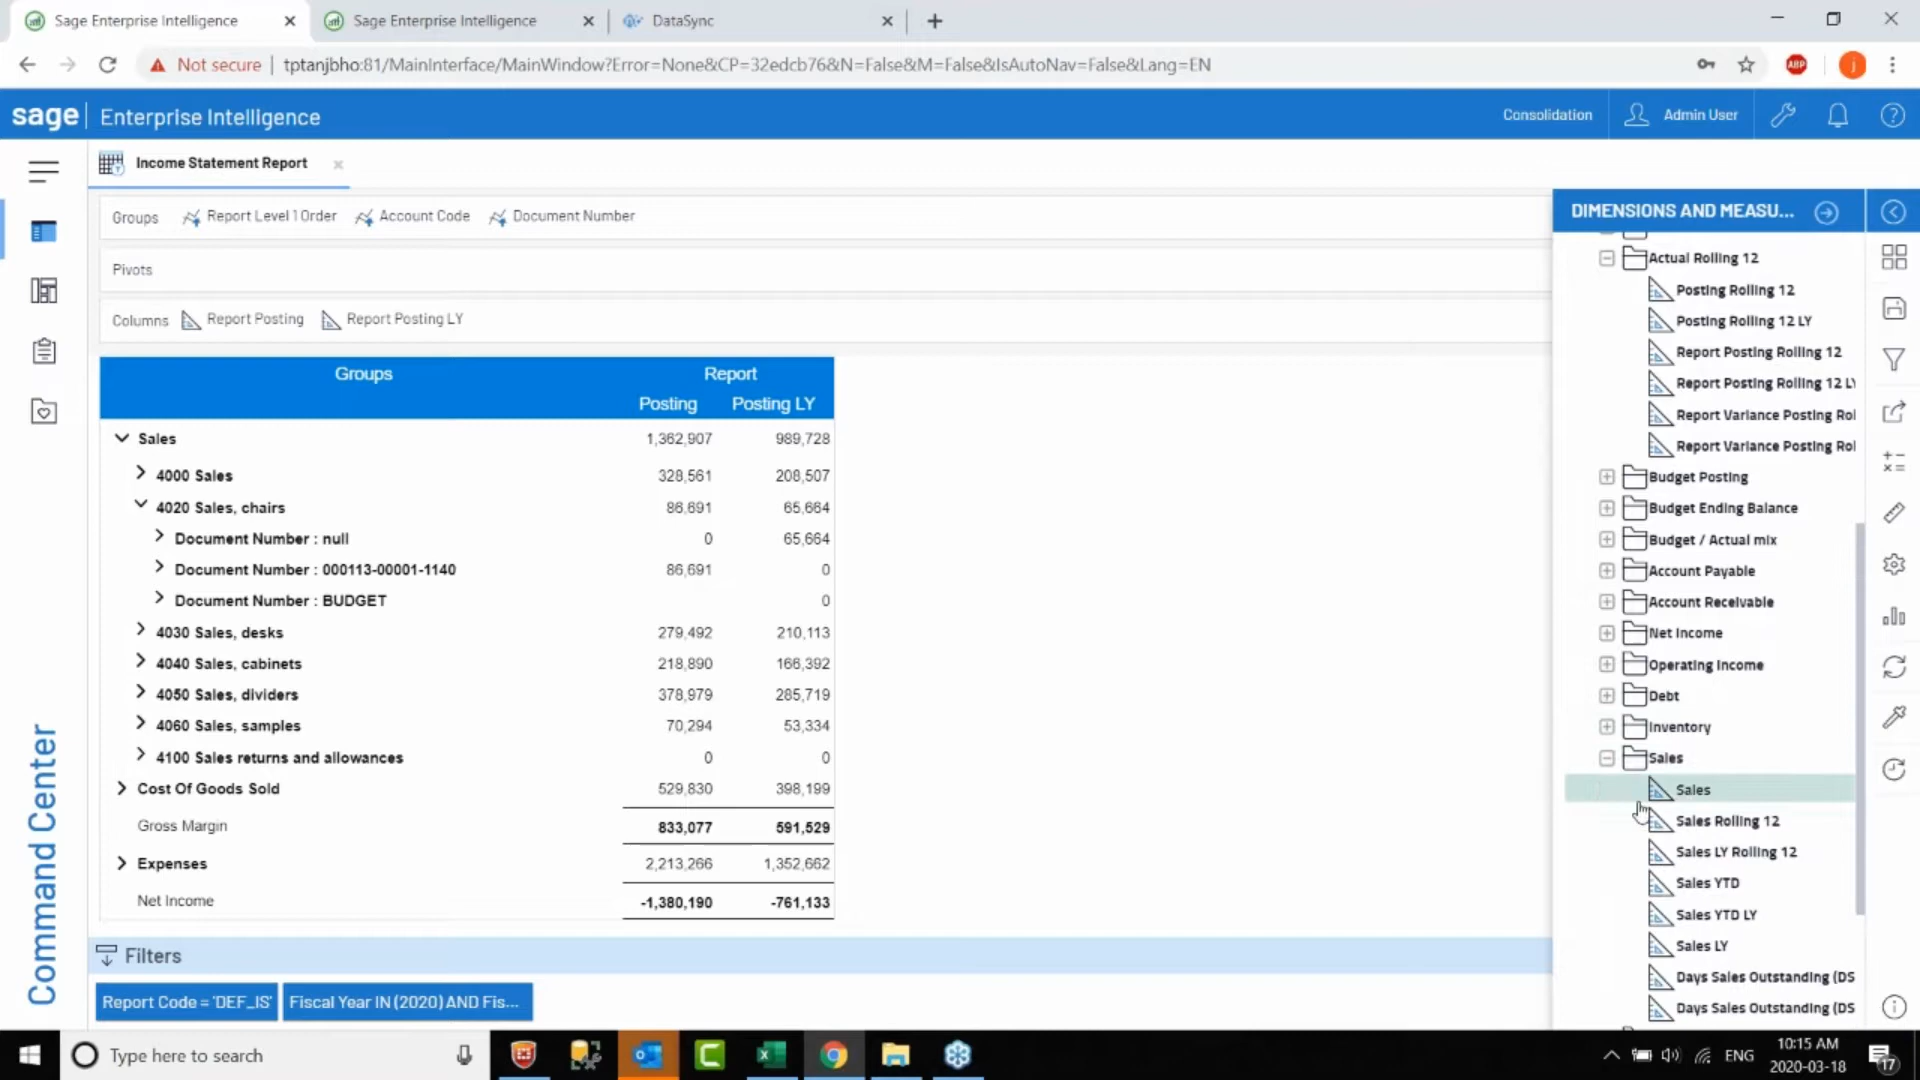 Sage Enterprise Intelligence
Sage Enterprise Intelligence
DataSync
Not secure
tptanjbho:81/MainInterface/MainWindow?Error=None&CP=32edcb76&N=False&M=False&IsAutoNav=False&Lang=EN
ABP
j
sage Enterprise Intelligence
Consolidation
Admin User
Income Statement Report
Groups Report Level 1 Order Account Code Document Number
Pivots
Columns Report Posting Report Posting LY
Groups Report
Posting Posting LY
Sales 1,362,907 989,728
4000 Sales 328,561 208,507
4020 Sales, chairs 86,691 65,664
Document Number : null 0 65,664
Document Number : 000113-00001-1140 86,691 0
Document Number : BUDGET 0
4030 Sales, desks 279,492 210,113
4040 Sales, cabinets 218,890 166,392
4050 Sales, dividers 378,979 285,719
4060 Sales, samples 70,294 53,334
4100 Sales returns and allowances 0 0
Cost Of Goods Sold 529,830 398,199
Gross Margin 833,077 591,529
Expenses 2,213,266 1,352,662
Net Income -1,380,190 -761,133
Filters
Report Code = 'DEF_IS'
Fiscal Year IN (2020) AND Fis...
Command Center
DIMENSIONS AND MEASU...
Actual Rolling 12
Posting Rolling 12
Posting Rolling 12 LY
Report Posting Rolling 12
Report Posting Rolling 12 LY
Report Variance Posting Rol
Report Variance Posting Rol
Budget Posting
Budget Ending Balance
Budget / Actual mix
Account Payable
Account Receivable
Net Income
Operating Income
Debt
Inventory
Sales
Sales
Sales Rolling 12
Sales LY Rolling 12
Sales YTD
Sales YTD LY
Sales LY
Days Sales Outstanding (DS
Days Sales Outstanding (DS
Type here to search
ENG
10:15 AM
2020-03-18
17